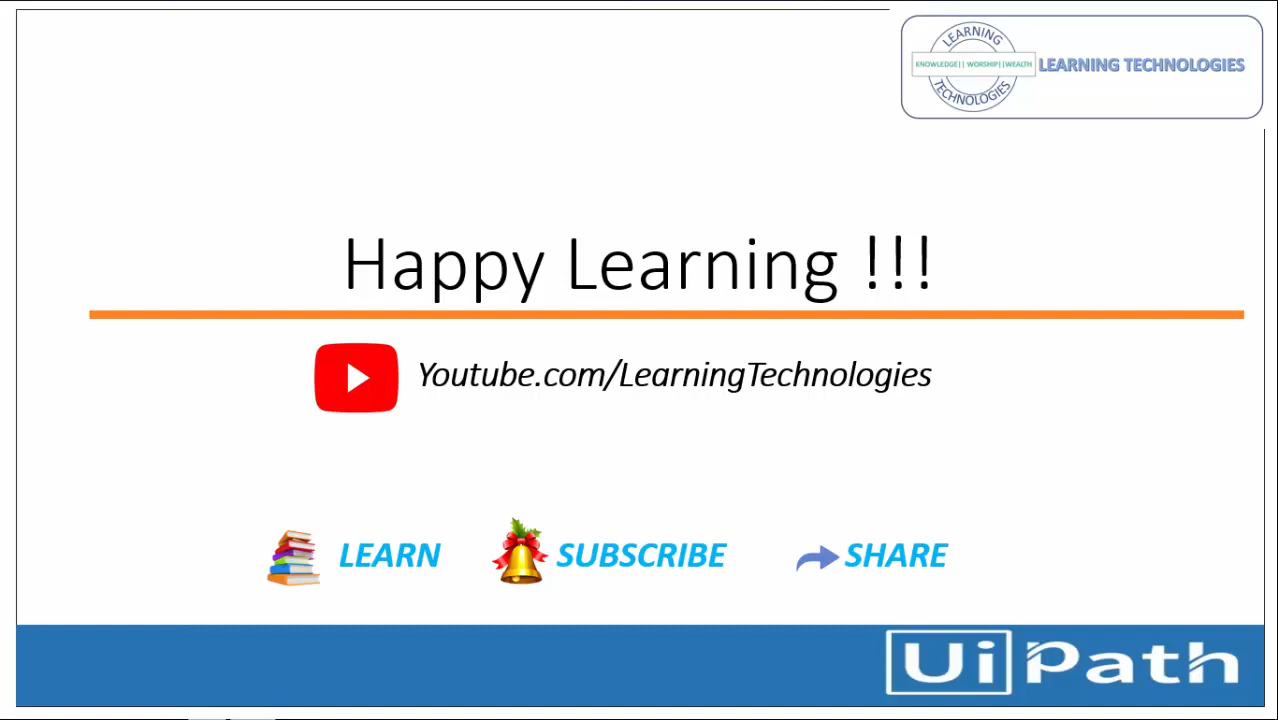 LEARNING
KNOWLEDGE|| WORSHIP||WEALTH
TECHNOLOGIES
LEARNING TECHNOLOGIES
Happy Learning !!!
Youtube.com/LearningTechnologies
LEARN SUBSCRIBE SHARE
UiPath